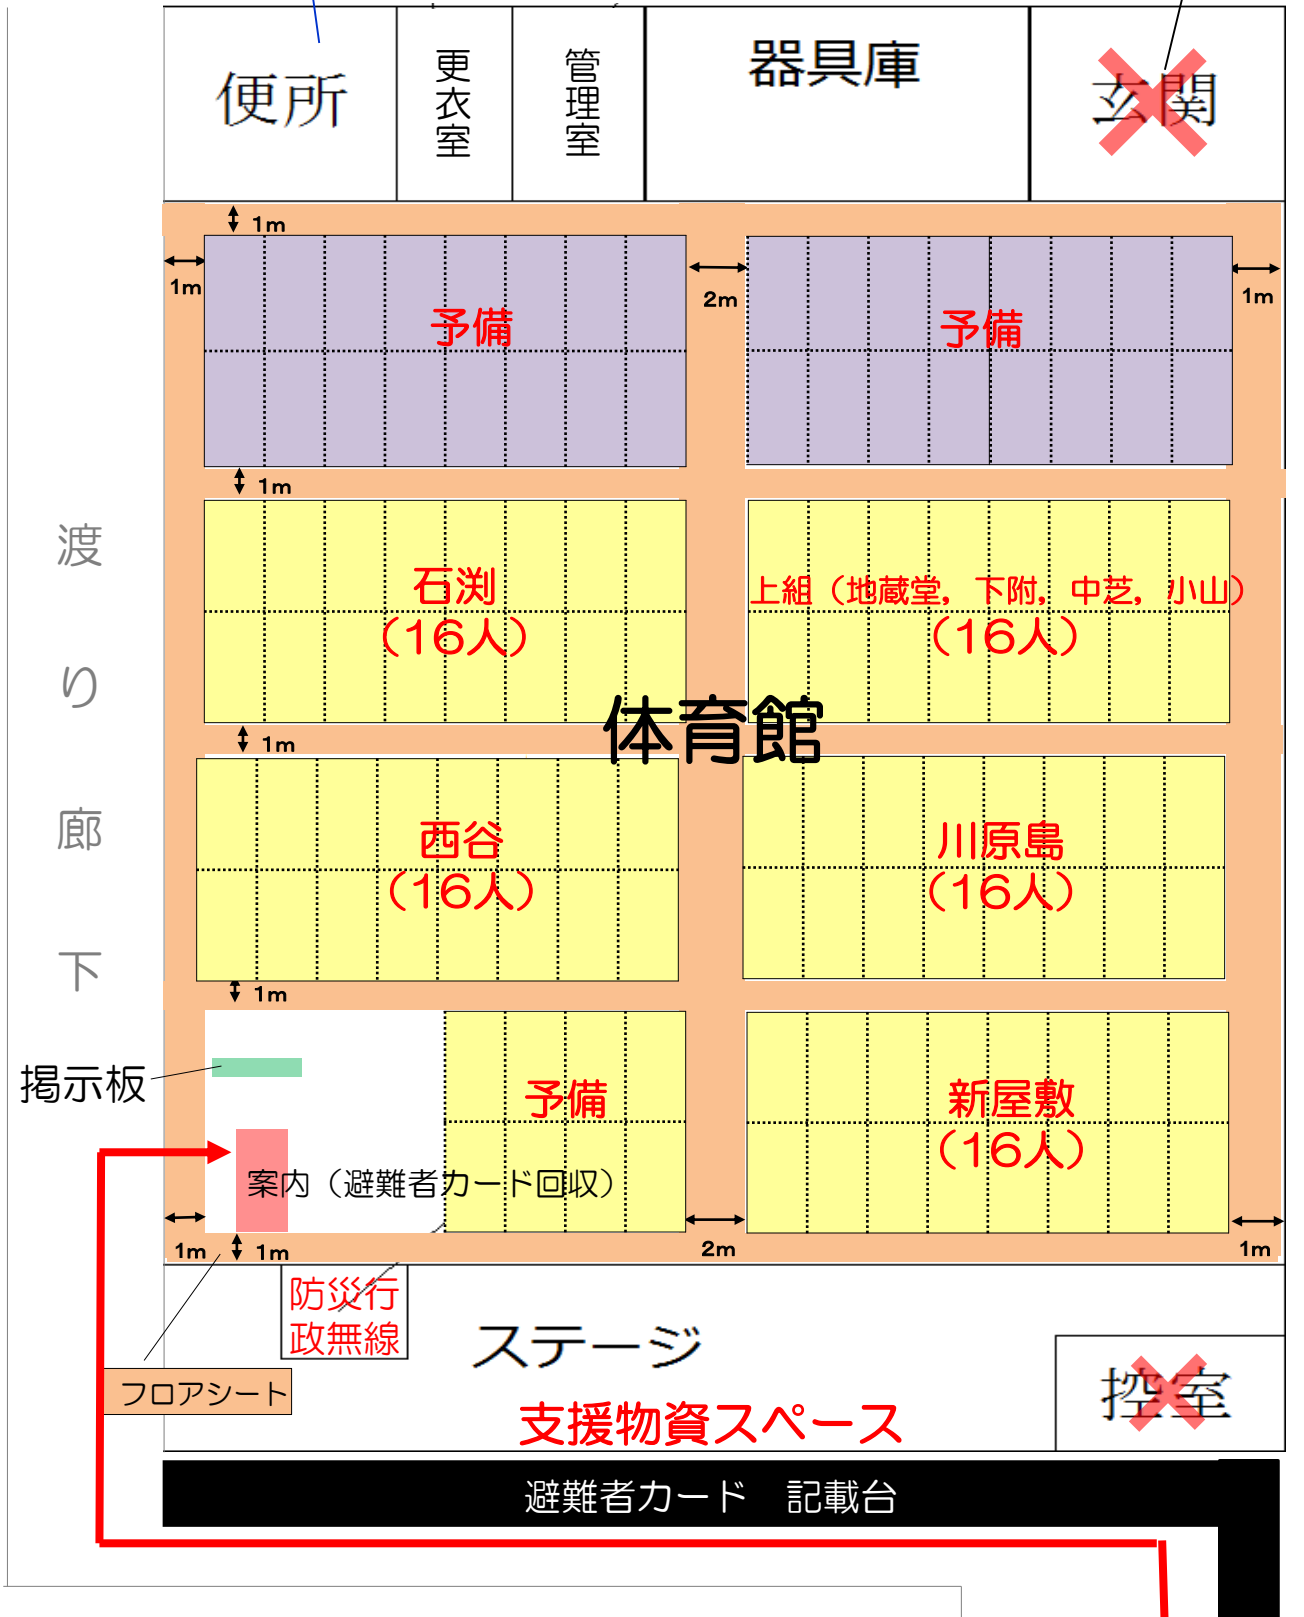 便所
更衣室
管理室
器具庫
玄関
1m
1m
2m
1m
予備
予備
1m
石渕
（16人）
上組（地蔵堂，下附，中芝，小山）
（16人）
体育館
1m
西谷
（16人）
川原島
（16人）
渡り廊下
1m
掲示板
予備
新屋敷
（16人）
案内（避難者カード回収）
1m
1m
2m
1m
防災行
政無線
ステージ
フロアシート
控室
支援物資スペース
避難者カード　記載台